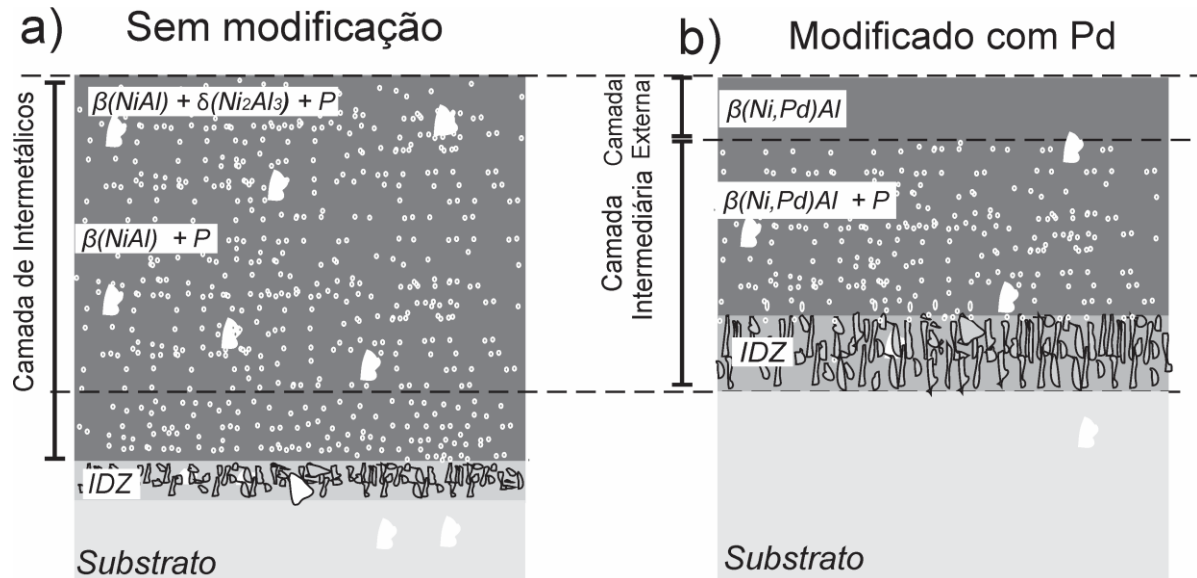 a) Sem modificação
β(NiAl) + δ(Ni₂Al₃) + P
Camada de Intermetálicos
β(NiAl) + P
IDZ
Substrato
b) Modificado com Pd
Camada
Externa
β(Ni,Pd)Al
Camada
Intermediária
β(Ni,Pd)Al + P
IDZ